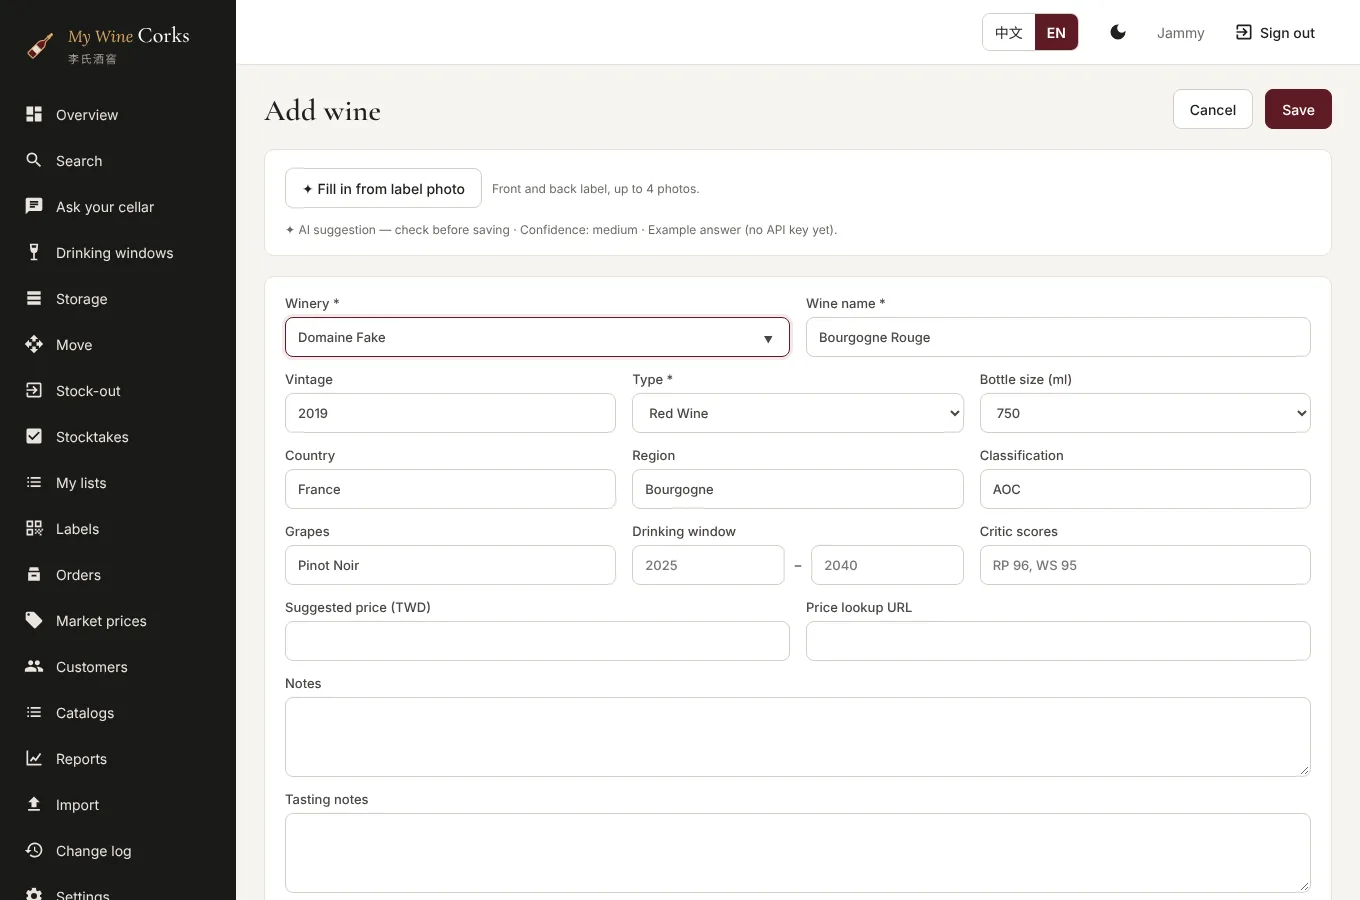 My Wine Corks
李氏酒窖
中文
EN
Jammy
Sign out
Overview
Search
Ask your cellar
Drinking windows
Storage
Move
Stock-out
Stocktakes
My lists
Labels
Orders
Market prices
Customers
Catalogs
Reports
Import
Change log
Settings
Add wine
Cancel
Save
✦ Fill in from label photo
Front and back label, up to 4 photos.
✦ AI suggestion — check before saving · Confidence: medium · Example answer (no API key yet).
Winery *
Domaine Fake
Wine name *
Bourgogne Rouge
Vintage
2019
Type *
Red Wine
Bottle size (ml)
750
Country
France
Region
Bourgogne
Classification
AOC
Grapes
Pinot Noir
Drinking window
2025
–
2040
Critic scores
RP 96, WS 95
Suggested price (TWD)
Price lookup URL
Notes
Tasting notes